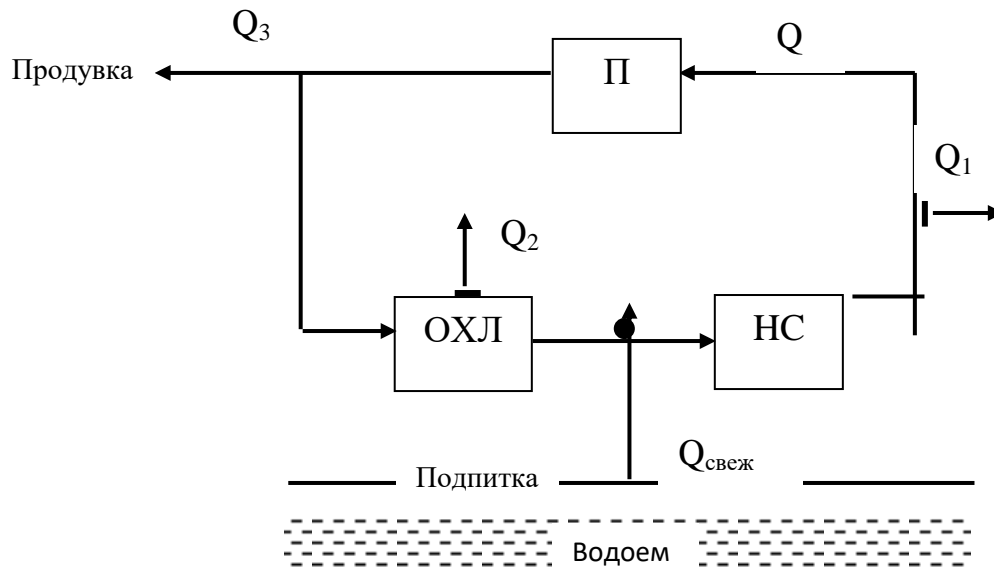 Q₃
П
Q
Продувка
Q₁
Q₂
ОХЛ
НС
Qсвеж
Подпитка
Водоем